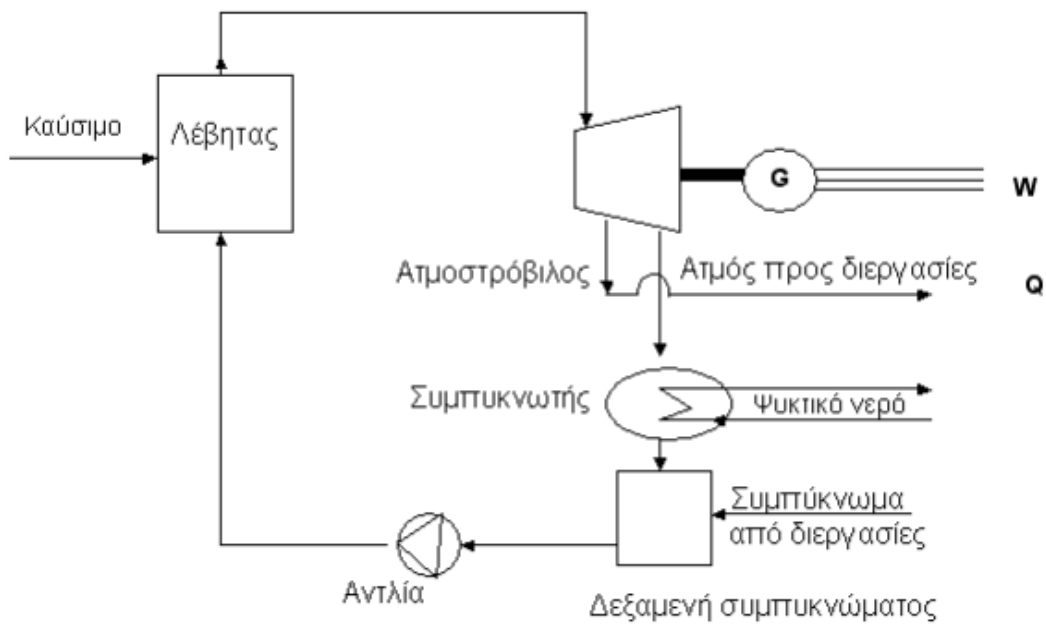 Καύσιμο
Λέβητας
G
W
Ατμοστρόβιλος
Ατμός προς διεργασίες
Q
Συμπυκνωτής
Ψυκτικό νερό
Συμπύκνωμα
από διεργασίες
Αντλία
Δεξαμενή συμπυκνώματος